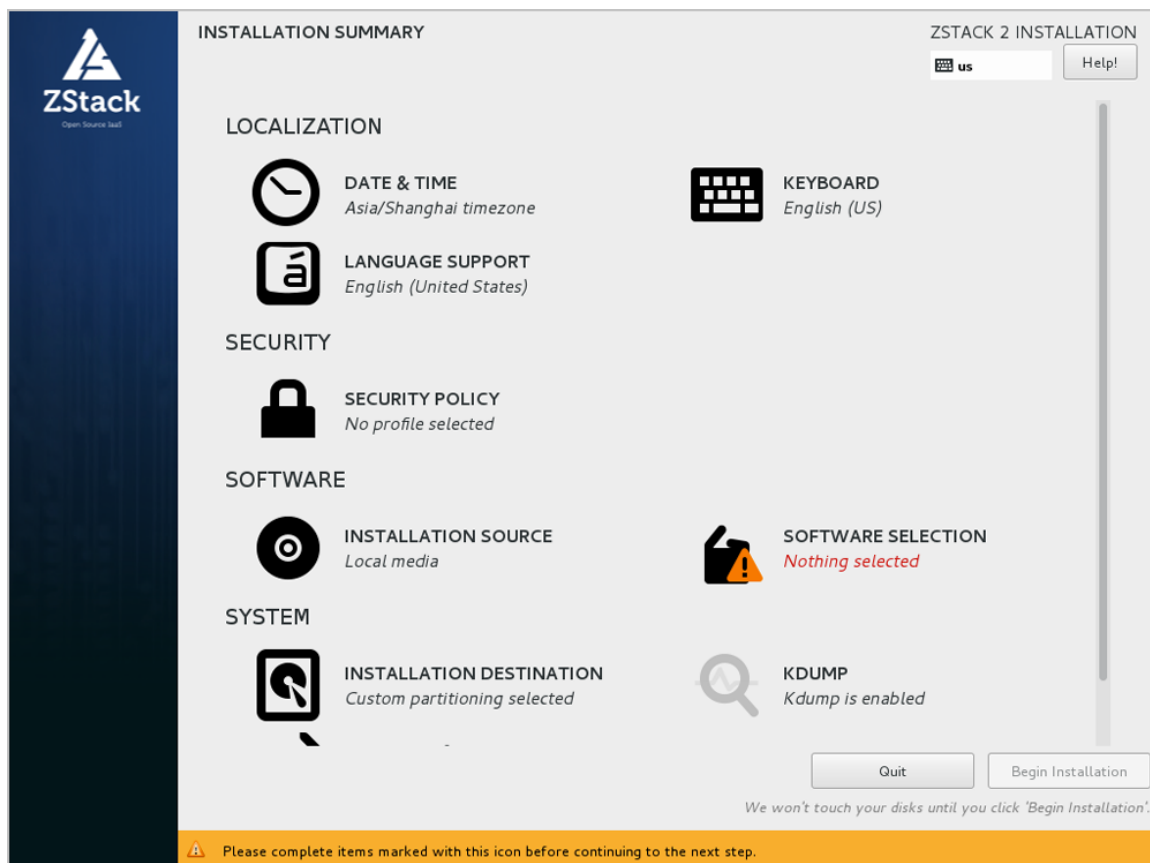 INSTALLATION SUMMARY
ZSTACK 2 INSTALLATION
us
Help!
ZStack
Open Source IaaS
LOCALIZATION
DATE & TIME
Asia/Shanghai timezone
KEYBOARD
English (US)
á
LANGUAGE SUPPORT
English (United States)
SECURITY
SECURITY POLICY
No profile selected
SOFTWARE
INSTALLATION SOURCE
Local media
SOFTWARE SELECTION
Nothing selected
SYSTEM
INSTALLATION DESTINATION
Custom partitioning selected
KDUMP
Kdump is enabled
Quit
Begin Installation
We won't touch your disks until you click 'Begin Installation'.
Please complete items marked with this icon before continuing to the next step.